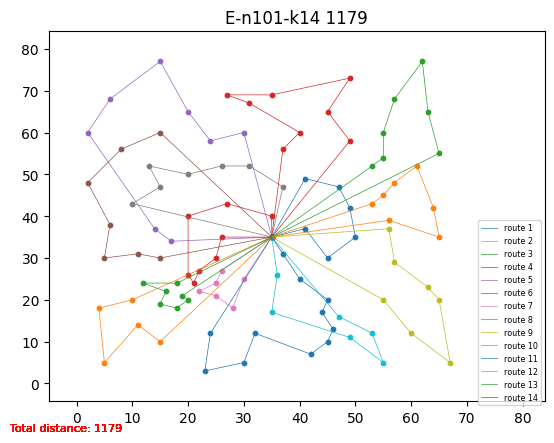 E-n101-k14 1179
80
70
60
50
40
30
20
10
0
0 10 20 30 40 50 60 70 80
route 1
route 2
route 3
route 4
route 5
route 6
route 7
route 8
route 9
route 10
route 11
route 12
route 13
route 14
Total distance: 1179